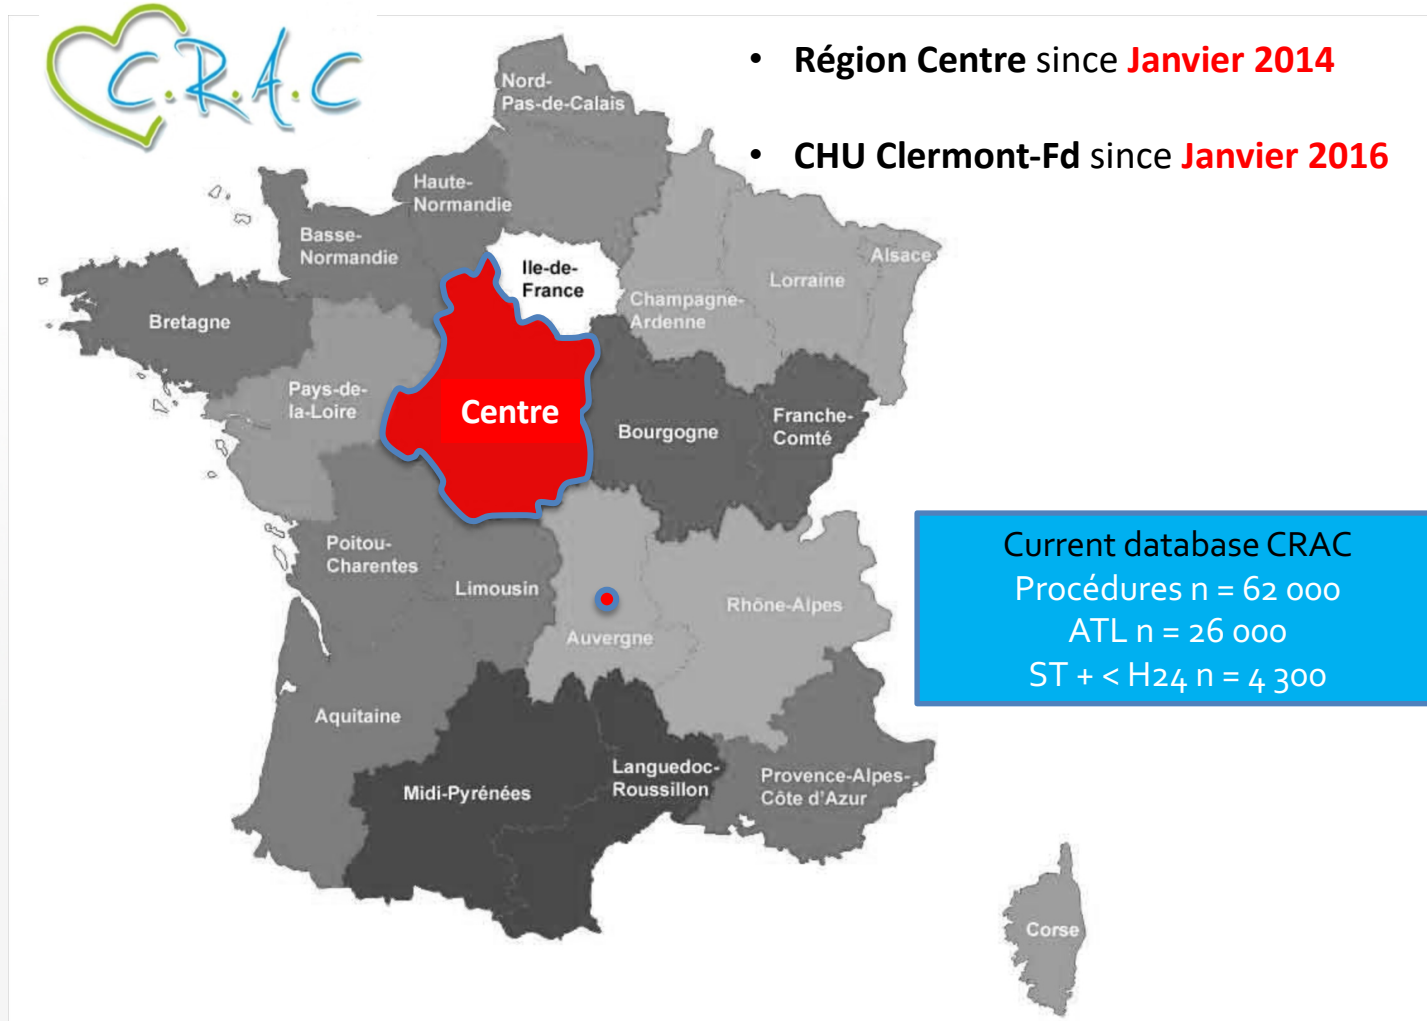 C.R.A.C
• Région Centre since Janvier 2014
• CHU Clermont-Fd since Janvier 2016
Nord-
Pas-de-Calais
Haute-
Normandie
Basse-
Normandie
Ile-de-
France
Alsace
Lorraine
Champagne-
Ardenne
Bretagne
Pays-de-
la-Loire
Centre
Bourgogne
Franche-
Comté
Poitou-
Charentes
Limousin
Auvergne
Rhône-Alpes
Current database CRAC
Procédures n = 62 000
ATL n = 26 000
ST + < H24 n = 4 300
Aquitaine
Midi-Pyrénées
Languedoc-
Roussillon
Provence-Alpes-
Côte d'Azur
Corse